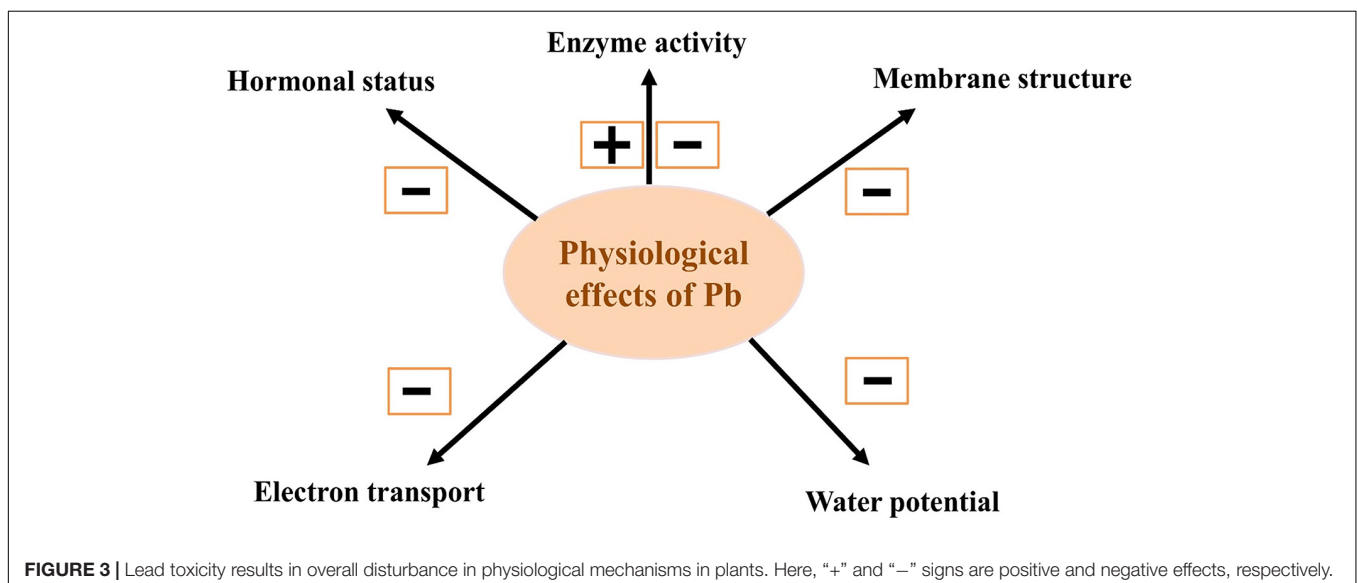 Enzyme activity
Hormonal status
Membrane structure
+ −
− −
Physiological
effects of Pb
− −
Electron transport
Water potential
FIGURE 3 | Lead toxicity results in overall disturbance in physiological mechanisms in plants. Here, “+” and “−” signs are positive and negative effects, respectively.